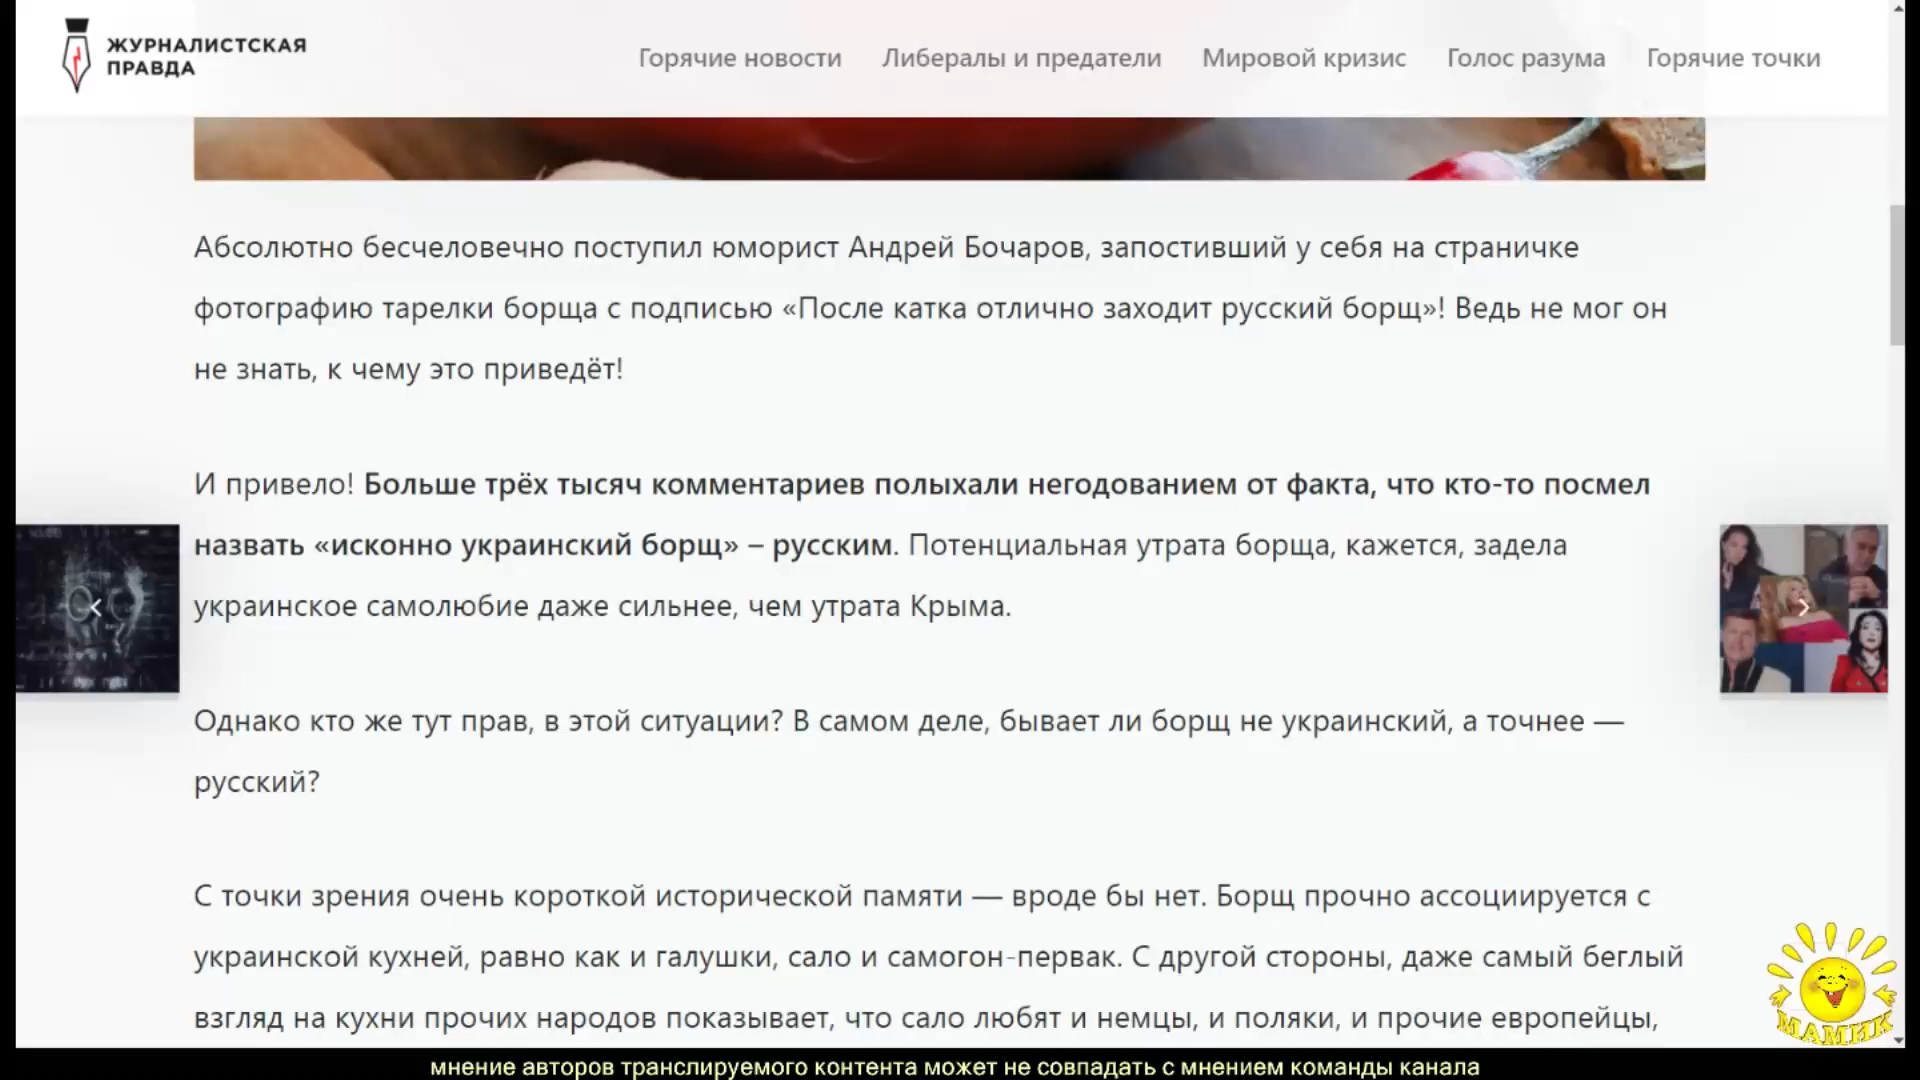 ЖУРНАЛИСТСКАЯ
ПРАВДА
Горячие новости Либералы и предатели Мировой кризис Голос разума Горячие точки
Абсолютно бесчеловечно поступил юморист Андрей Бочаров, запостивший у себя на страничке
фотографию тарелки борща с подписью «После катка отлично заходит русский борщ»! Ведь не мог он
не знать, к чему это приведёт!
И привело! Больше трёх тысяч комментариев полыхали негодованием от факта, что кто-то посмел
назвать «исконно украинский борщ» – русским. Потенциальная утрата борща, кажется, задела
украинское самолюбие даже сильнее, чем утрата Крыма.
Однако кто же тут прав, в этой ситуации? В самом деле, бывает ли борщ не украинский, а точнее —
русский?
С точки зрения очень короткой исторической памяти — вроде бы нет. Борщ прочно ассоциируется с
украинской кухней, равно как и галушки, сало и самогон-первак. С другой стороны, даже самый беглый
взгляд на кухни прочих народов показывает, что сало любят и немцы, и поляки, и прочие европейцы,
МАМИК
мнение авторов транслируемого контента может не совпадать с мнением команды канала